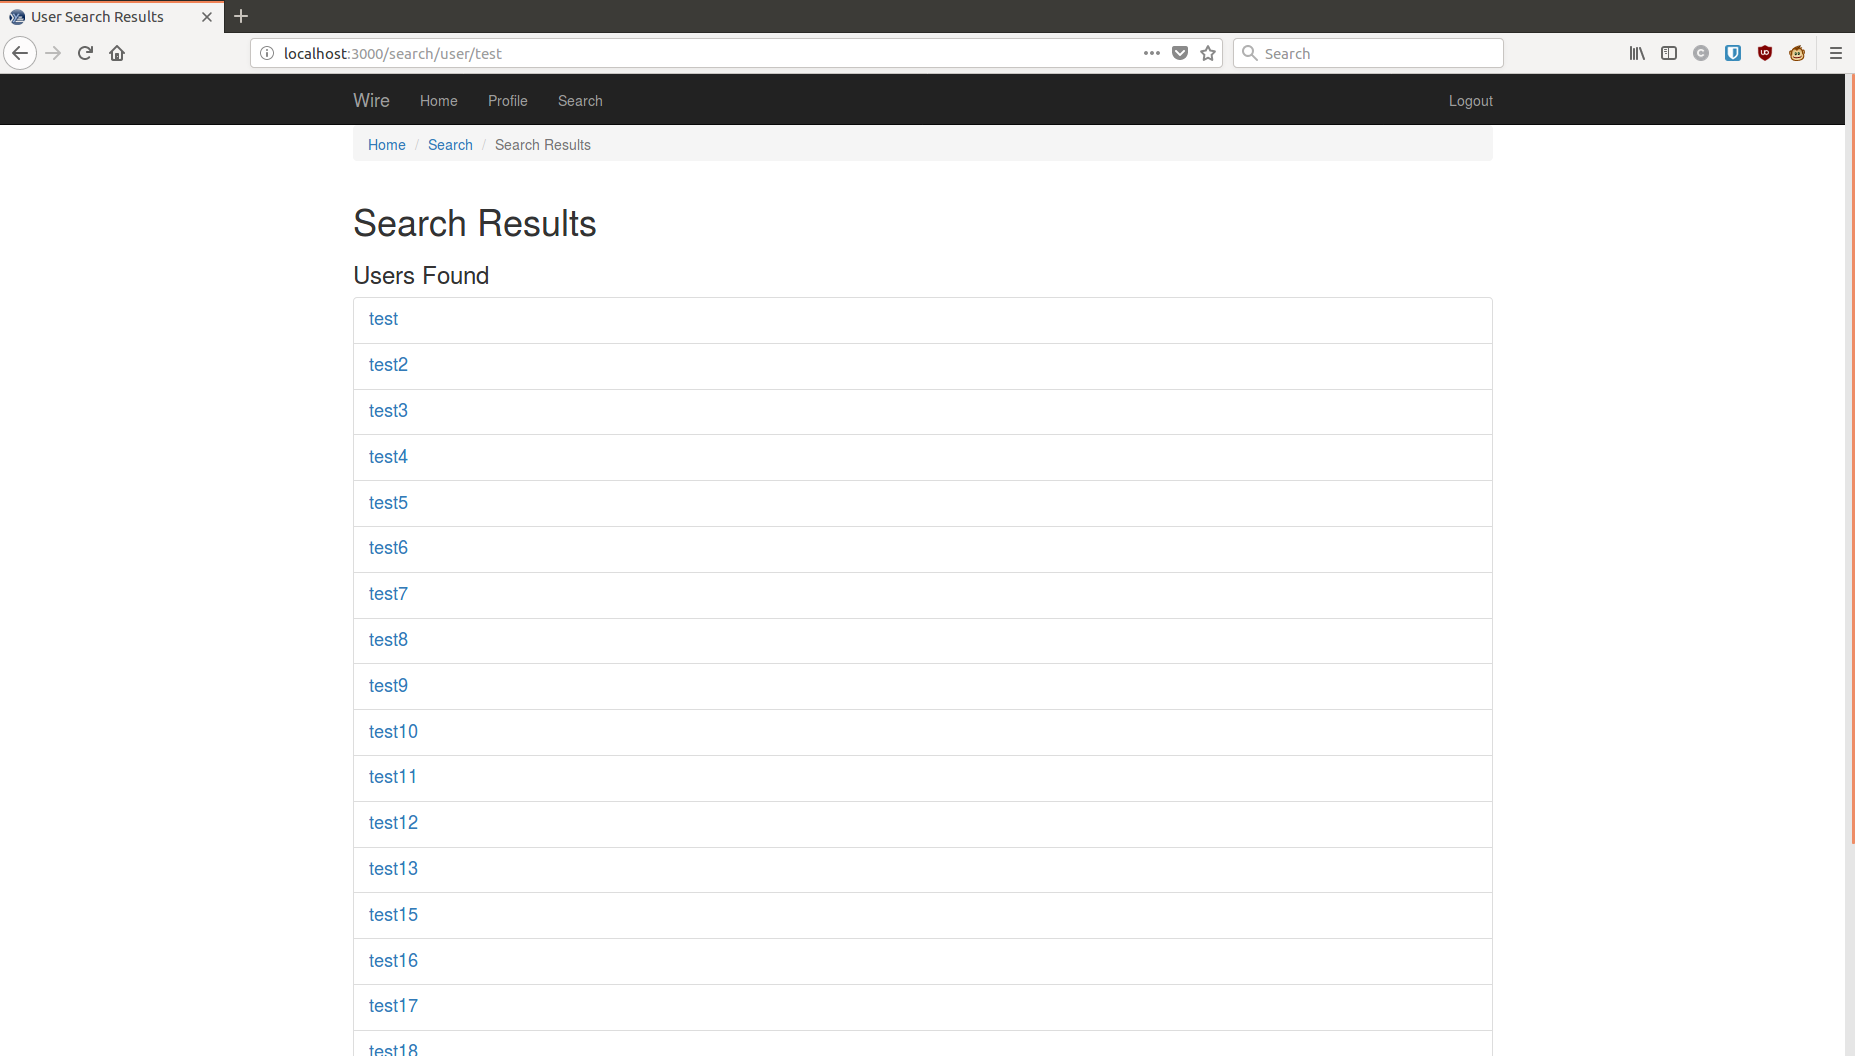 User Search Results
localhost:3000/search/user/test
Search
Wire Home Profile Search Logout
Home / Search / Search Results
Search Results
Users Found
test
test2
test3
test4
test5
test6
test7
test8
test9
test10
test11
test12
test13
test15
test16
test17
test18